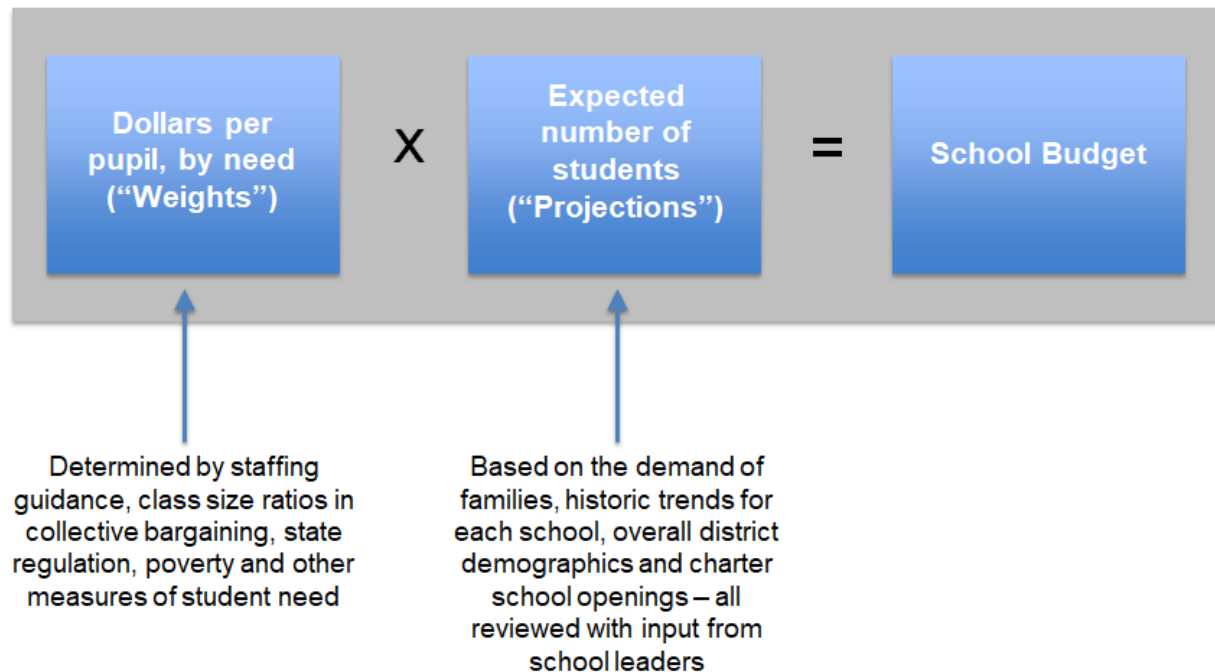 Dollars per
pupil, by need
(“Weights”)
X
Expected
number of
students
(“Projections”)
=
School Budget
Determined by staffing
guidance, class size ratios in
collective bargaining, state
regulation, poverty and other
measures of student need
Based on the demand of
families, historic trends for
each school, overall district
demographics and charter
school openings – all
reviewed with input from
school leaders